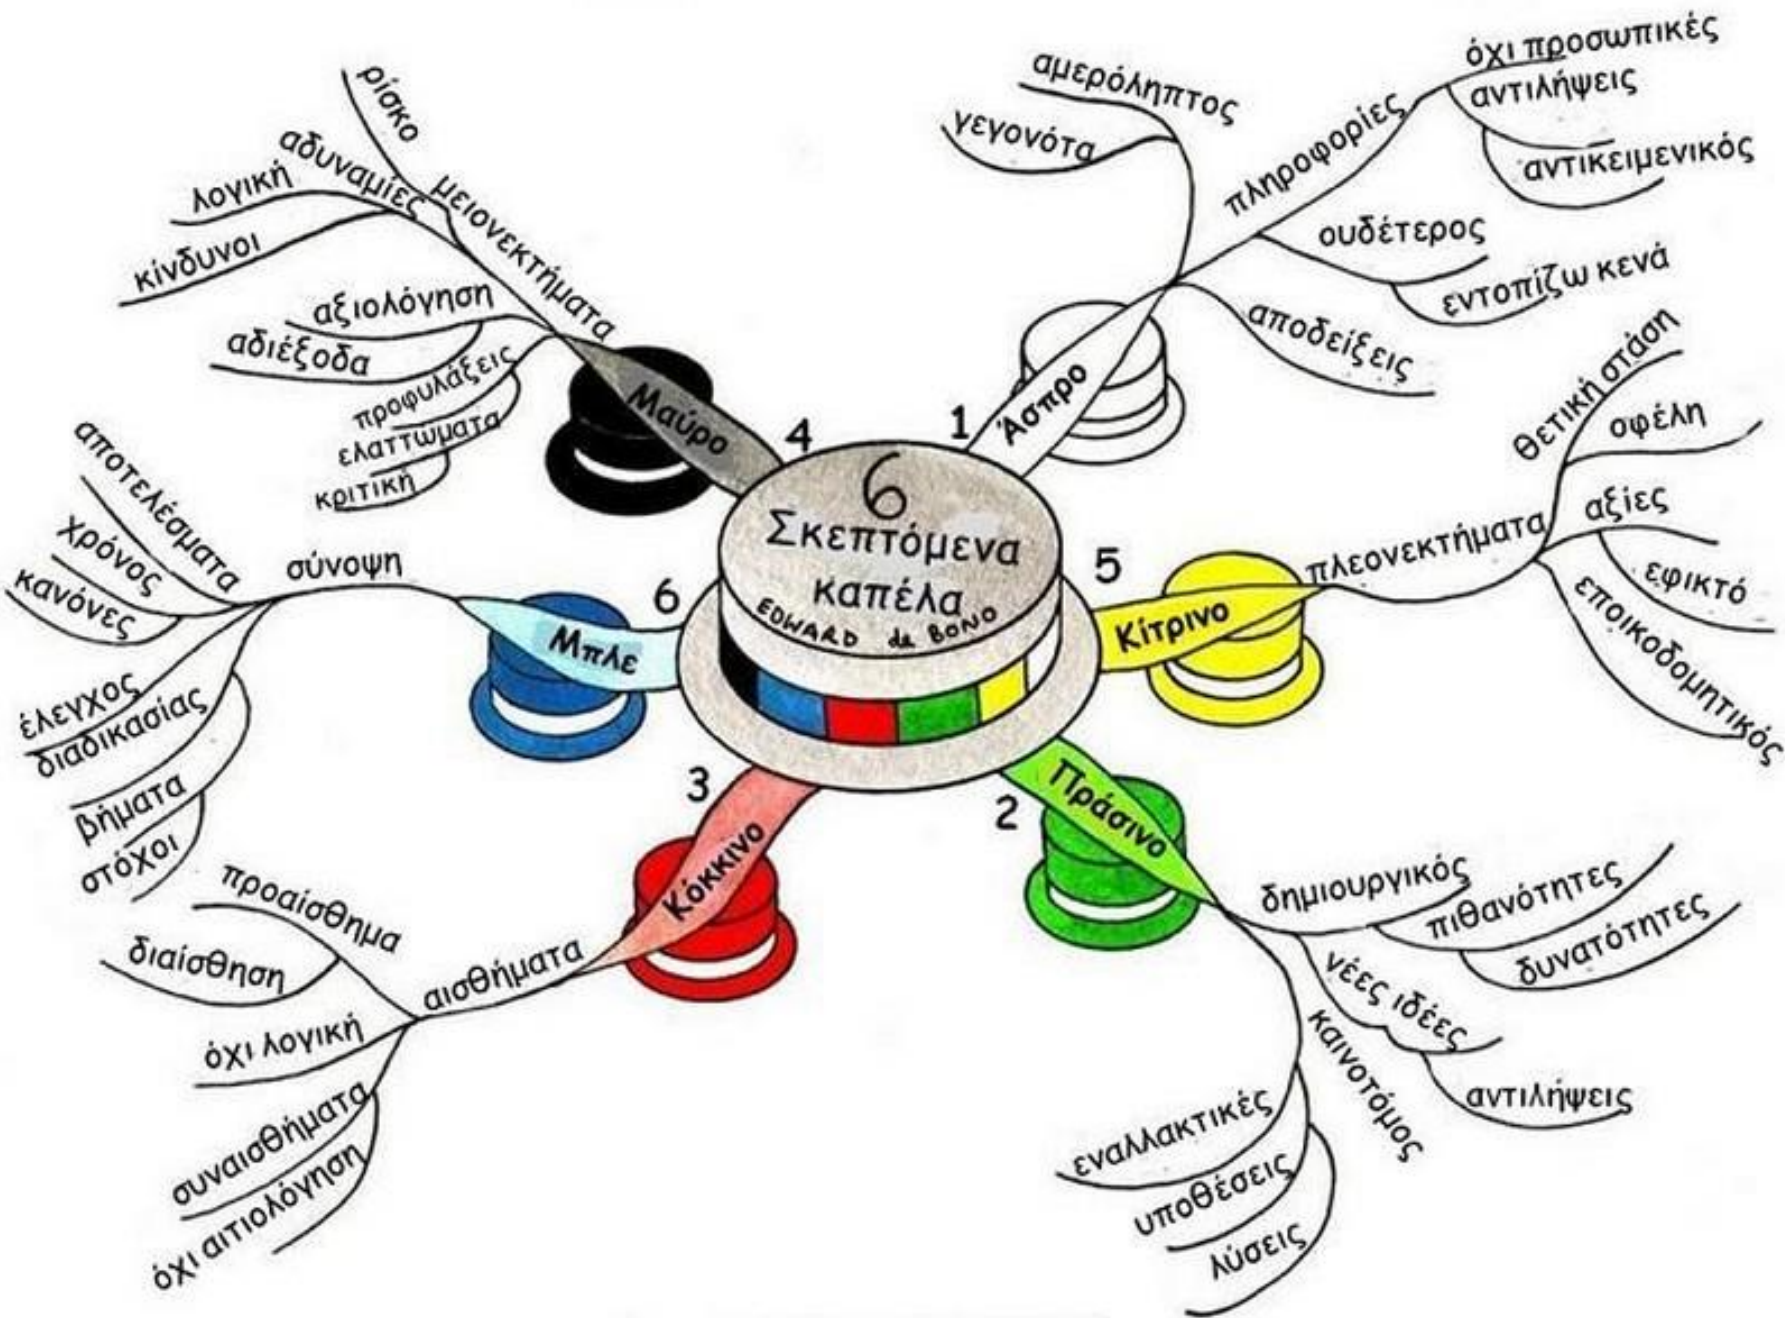 6
Σκεπτόμενα
καπέλα
EDWARD de BONO
1
Άσπρο
αμερόληπτος
γεγονότα
πληροφορίες
όχι προσωπικές
αντιλήψεις
αντικειμενικός
ουδέτερος
εντοπίζω κενά
αποδείξεις
5
Κίτρινο
πλεονεκτήματα
θετική στάση
οφέλη
αξίες
εφικτό
εποικοδομητικός
2
Πράσινο
δημιουργικός
πιθανότητες
δυνατότητες
νέες ιδέες
αντιλήψεις
καινοτόμος
εναλλακτικές
υποθέσεις
λύσεις
3
Κόκκινο
αισθήματα
προαίσθημα
διαίσθηση
όχι λογική
συναισθήματα
όχι αιτιολόγηση
6
Μπλε
σύνοψη
αποτελέσματα
χρόνος
κανόνες
έλεγχος
διαδικασίας
βήματα
στόχοι
4
Μαύρο
μειονεκτήματα
ρίσκο
αδυναμίες
λογική
κίνδυνοι
αξιολόγηση
αδιέξοδα
προφυλάξεις
ελαττώματα
κριτική